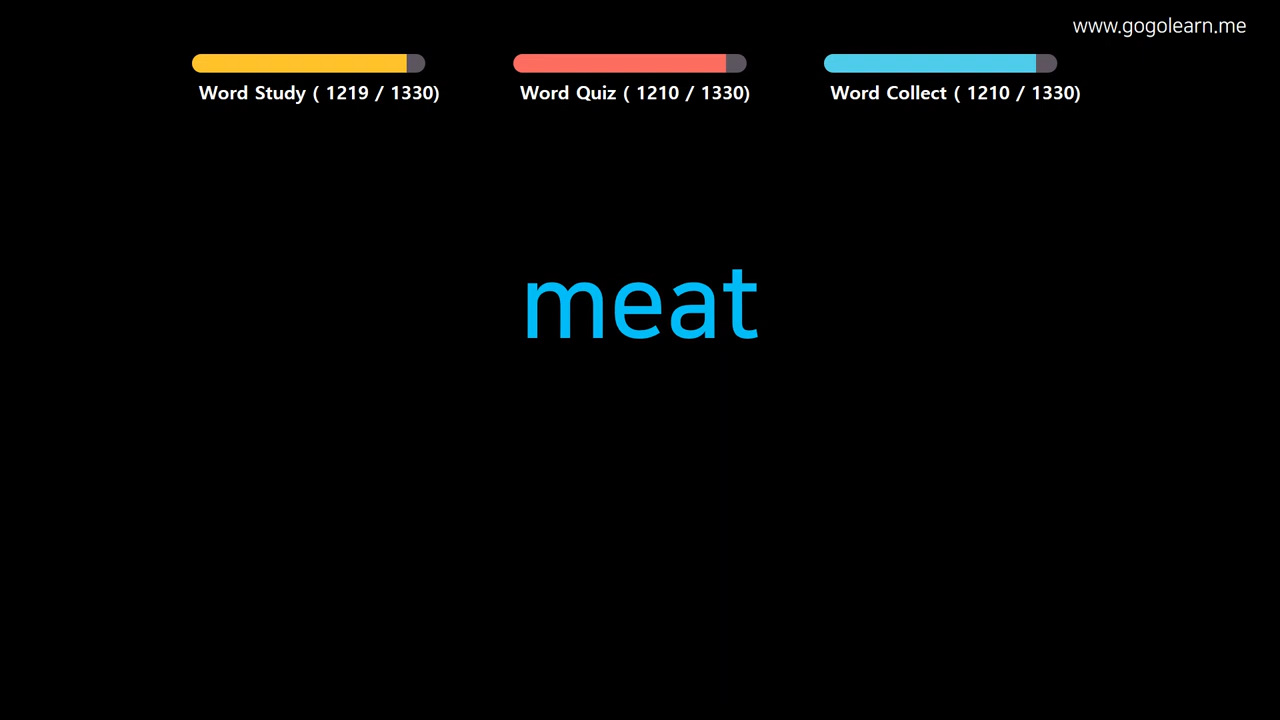 www.gogolearn.me
Word Study ( 1219 / 1330)
Word Quiz ( 1210 / 1330)
Word Collect ( 1210 / 1330)
meat